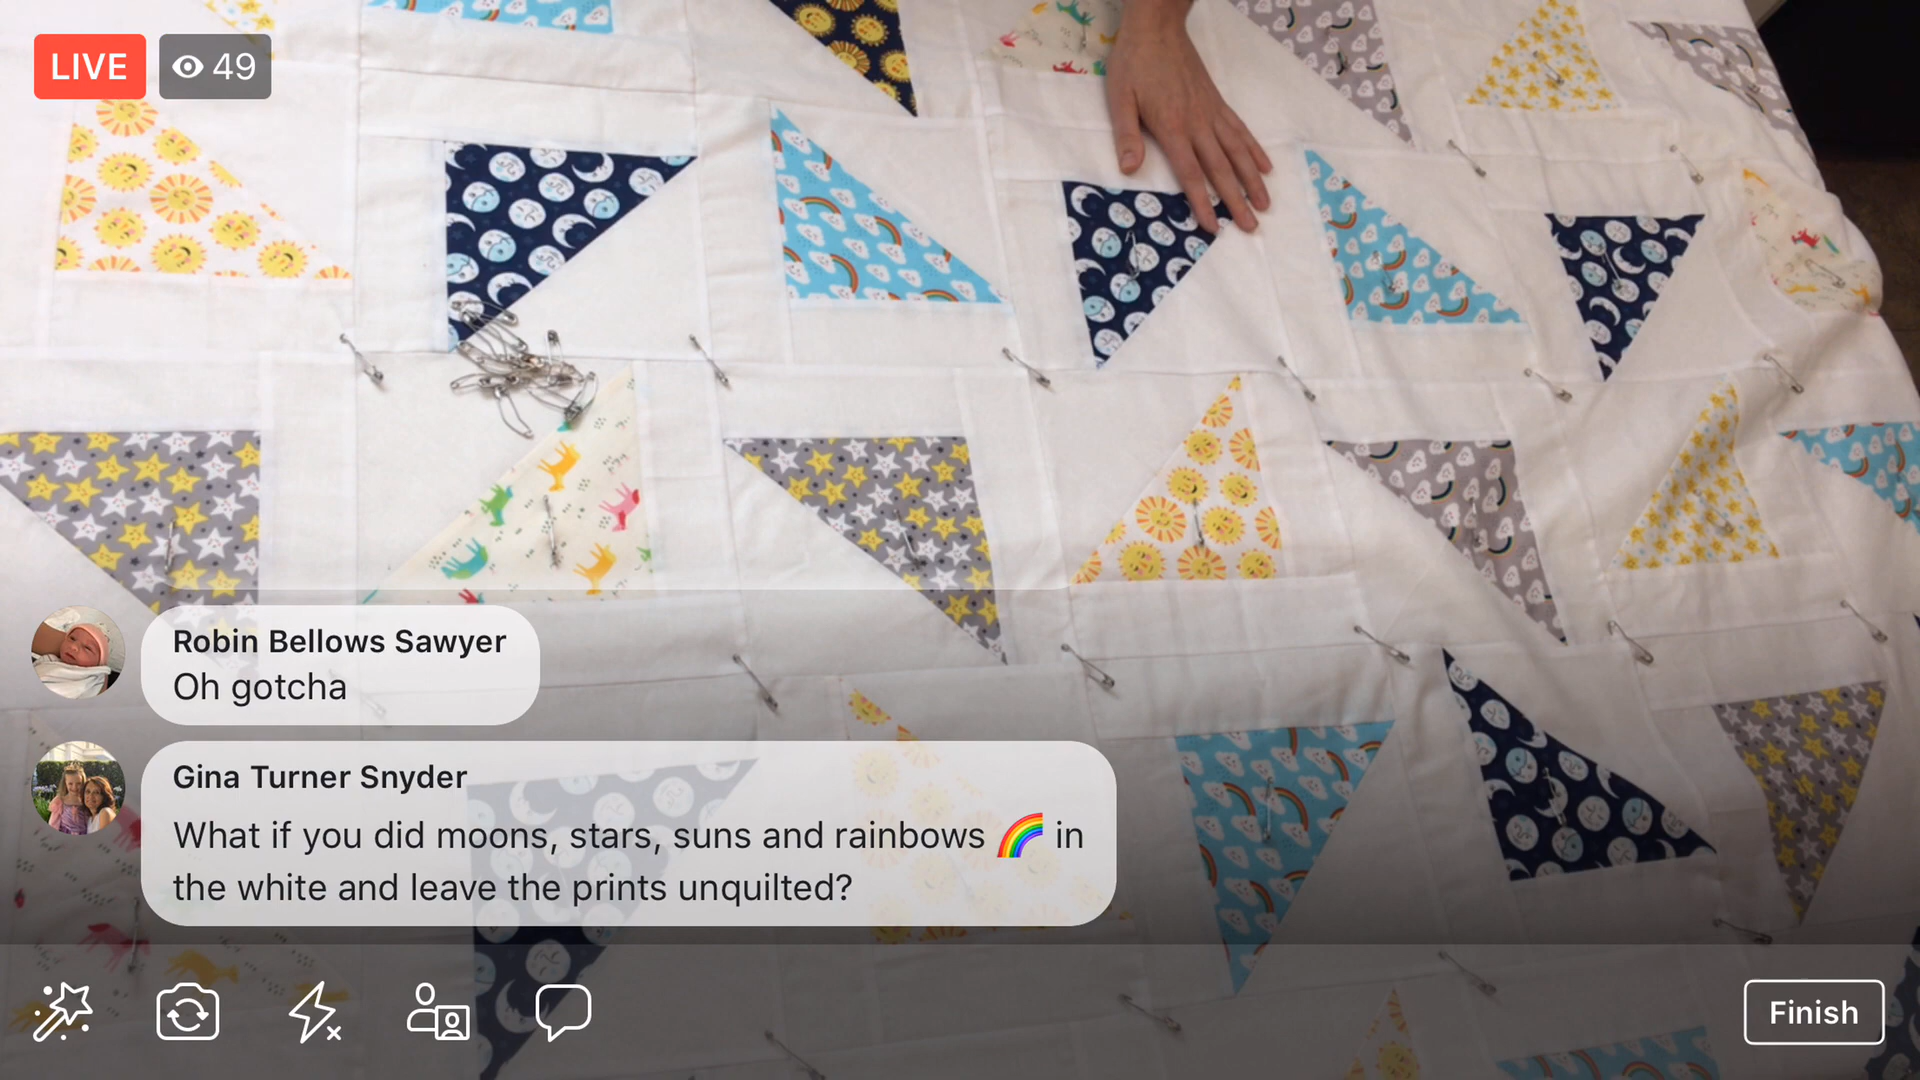 LIVE 49
Robin Bellows Sawyer
Oh gotcha
Gina Turner Snyder
What if you did moons, stars, suns and rainbows 🌈 in
the white and leave the prints unquilted?
Finish